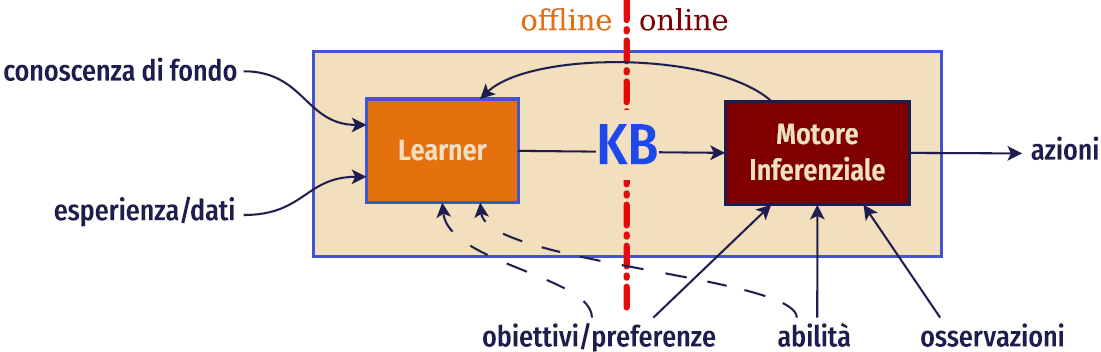 offline online
conoscenza di fondo
Learner
KB
Motore
Inferenziale
azioni
esperienza/dati
obiettivi/preferenze
abilità
osservazioni